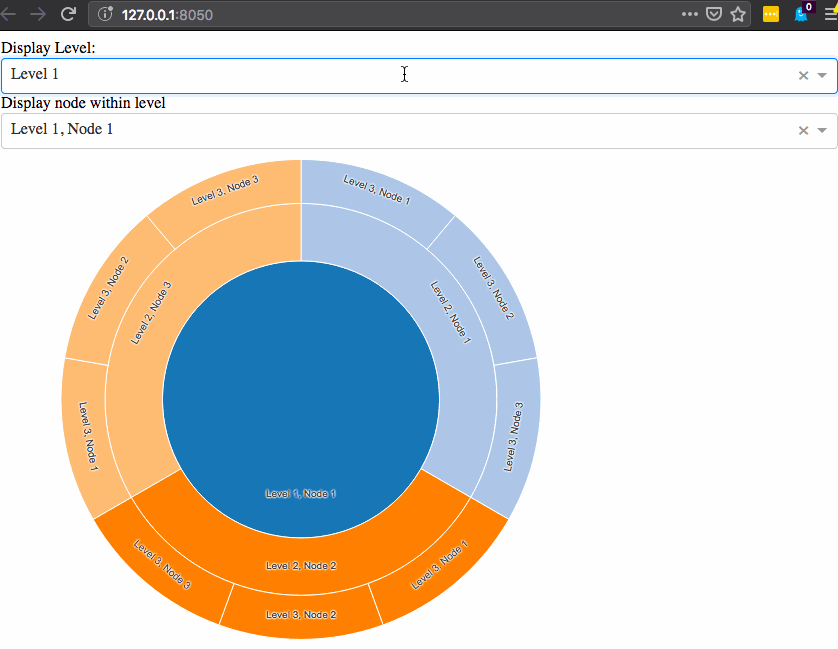 127.0.0.1:8050
0
Display Level:
Level 1
Display node within level
Level 1, Node 1
Level 3, Node 3
Level 3, Node 1
Level 3, Node 2
Level 2, Node 3
Level 2, Node 1
Level 3, Node 2
Level 3, Node 1
Level 3, Node 3
Level 1, Node 1
Level 3, Node 3
Level 2, Node 2
Level 3, Node 1
Level 3, Node 2